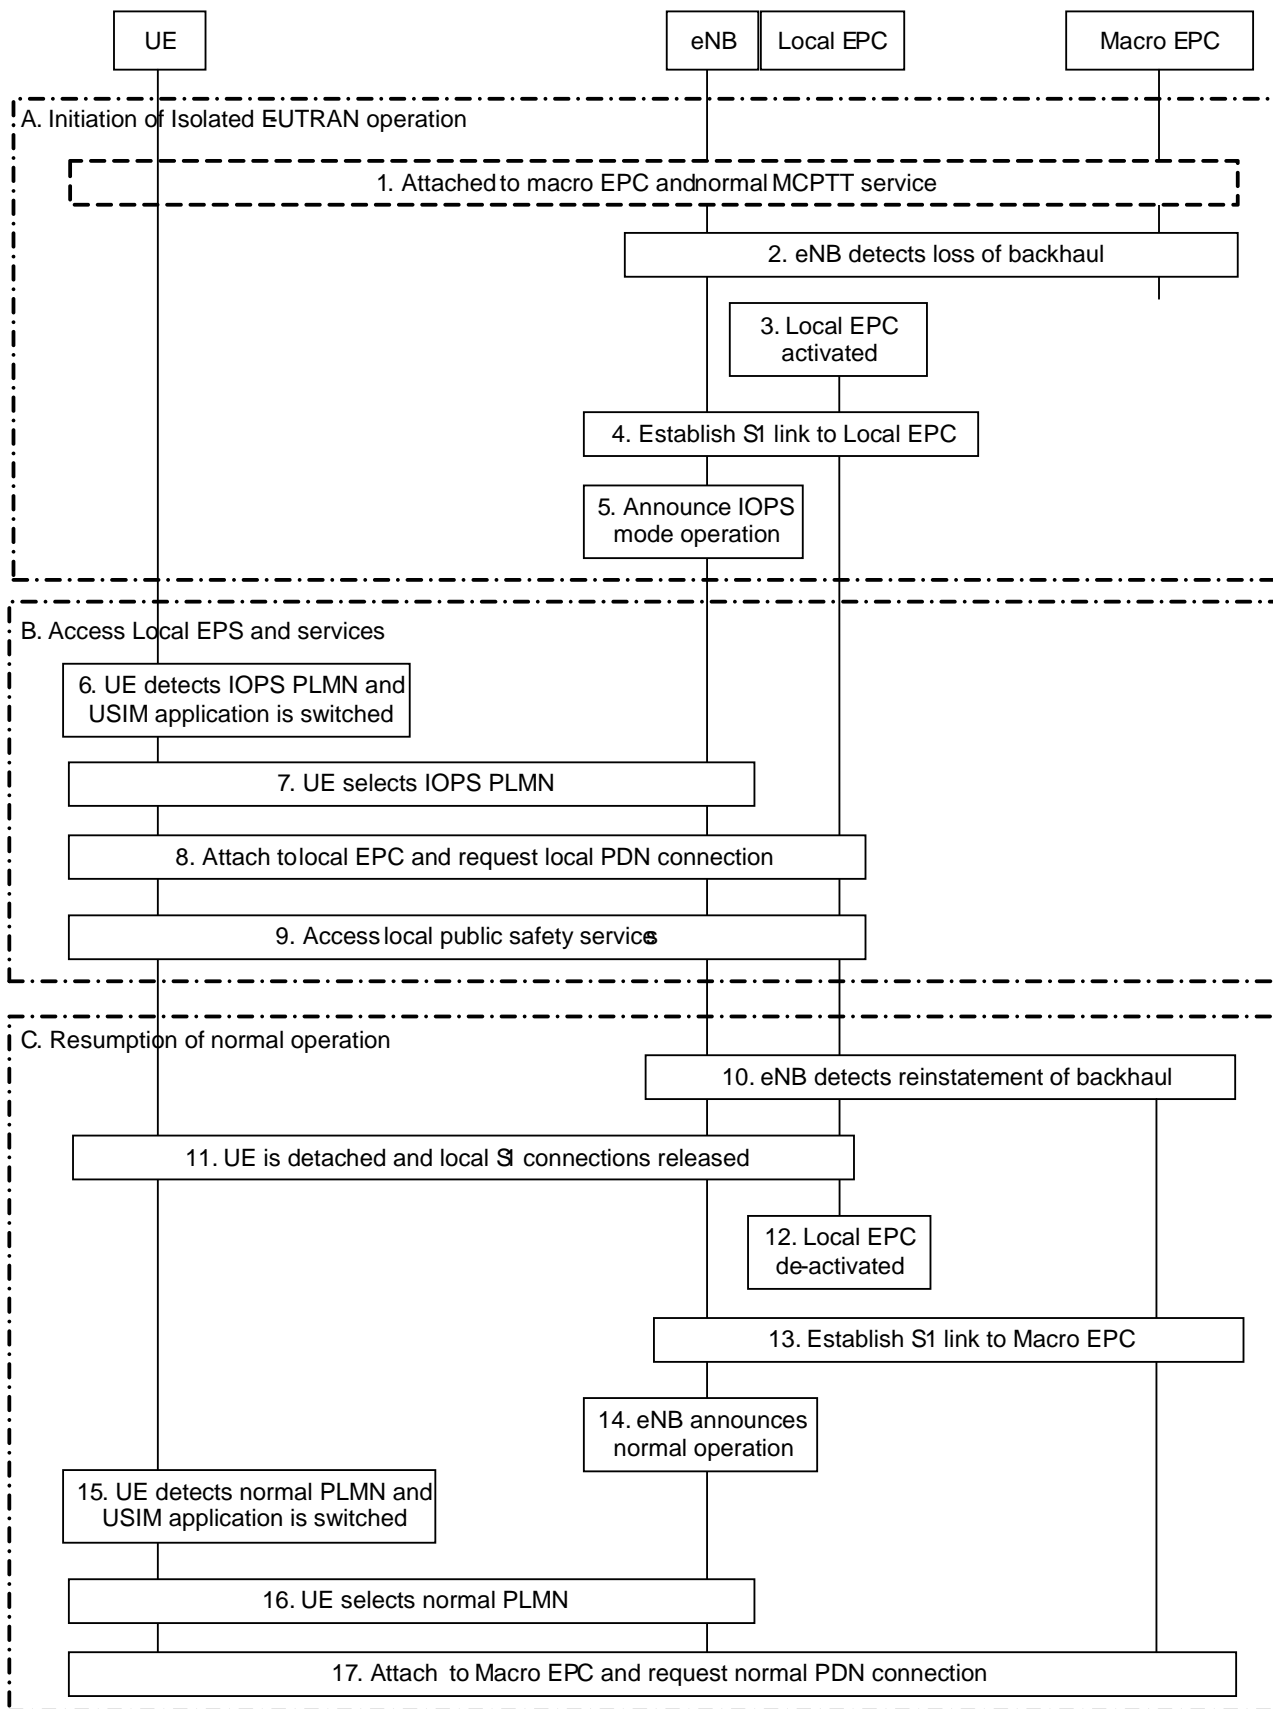 UE
eNB
Local EPC
Macro EPC
A. Initiation of Isolated E-UTRAN operation
1. Attached to macro EPC and normal MCPTT service
2. eNB detects loss of backhaul
3. Local EPC
activated
4. Establish S1 link to Local EPC
5. Announce IOPS
mode operation
B. Access Local EPS and services
6. UE detects IOPS PLMN and
USIM application is switched
7. UE selects IOPS PLMN
8. Attach to local EPC and request local PDN connection
9. Access local public safety services
C. Resumption of normal operation
10. eNB detects reinstatement of backhaul
11. UE is detached and local S1 connections released
12. Local EPC
de-activated
13. Establish S1 link to Macro EPC
14. eNB announces
normal operation
15. UE detects normal PLMN and
USIM application is switched
16. UE selects normal PLMN
17. Attach to Macro EPC and request normal PDN connection